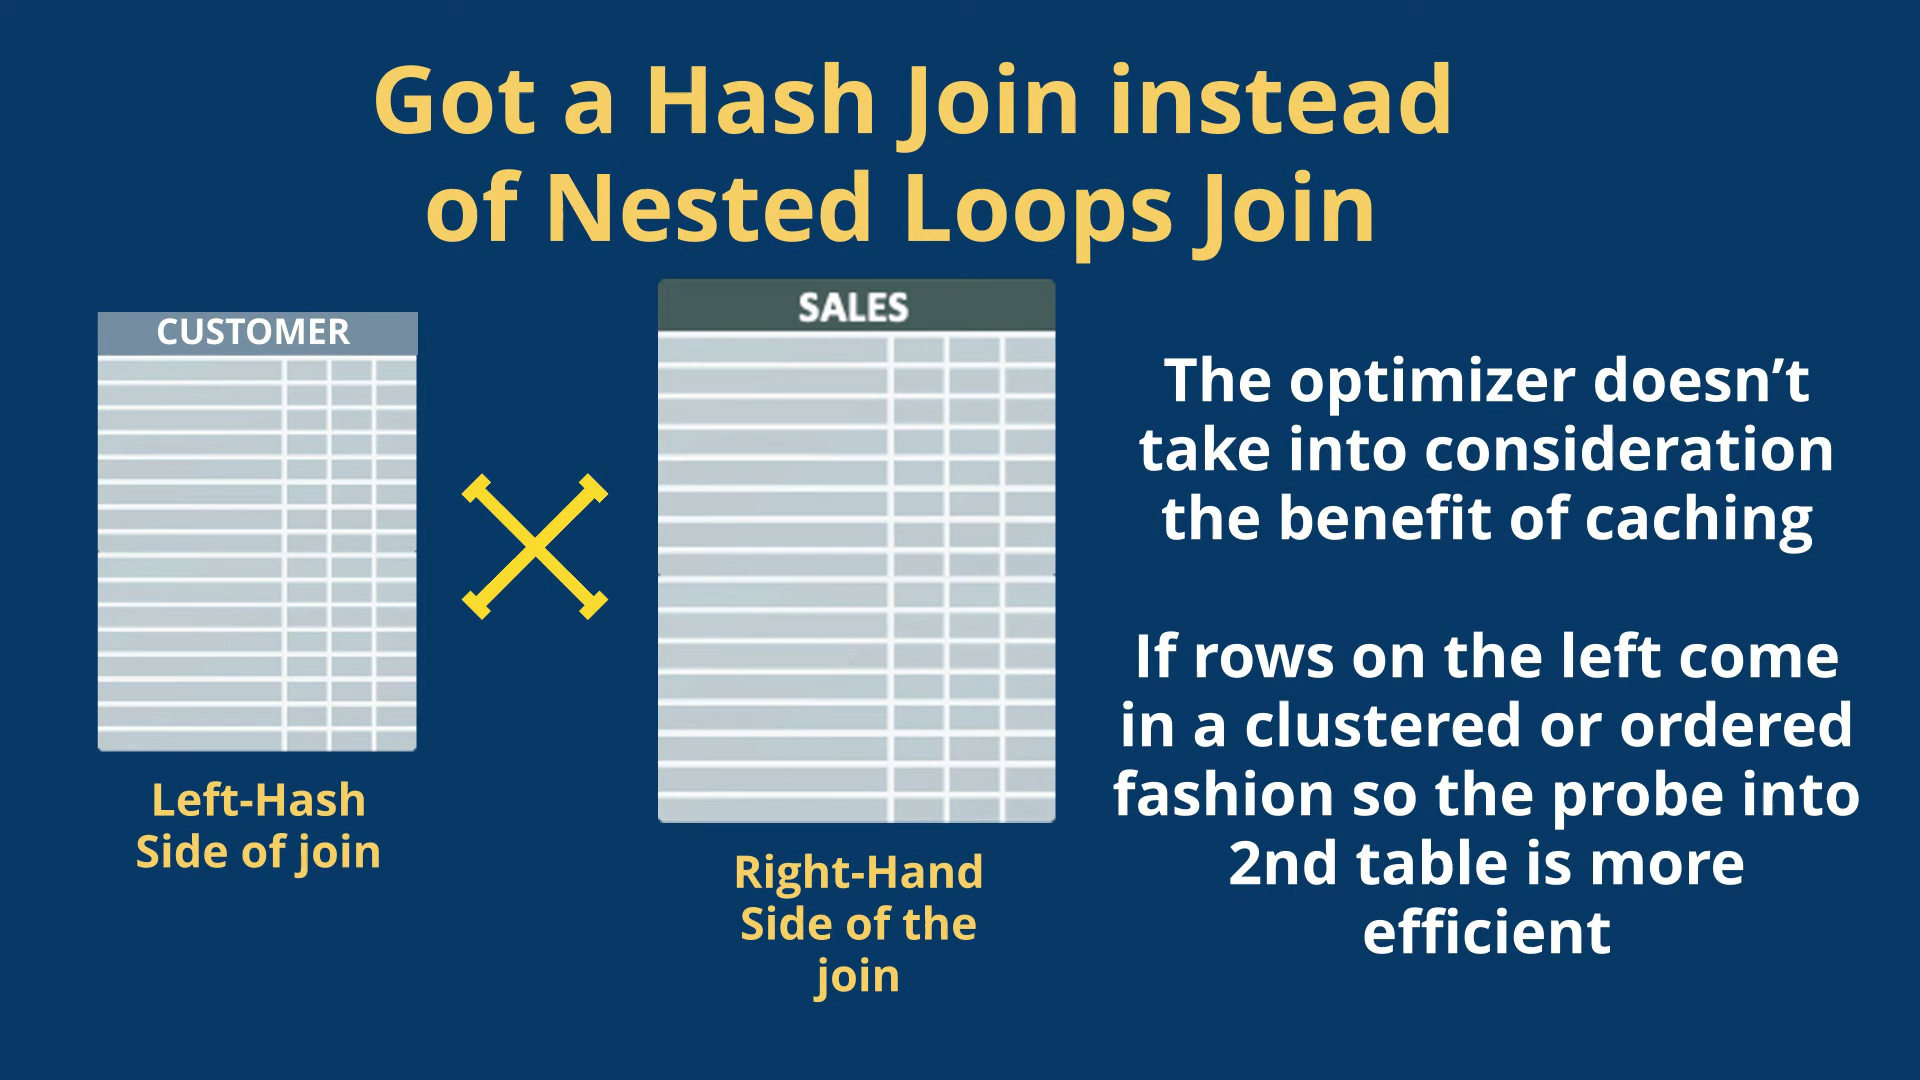 Got a Hash Join instead
of Nested Loops Join
CUSTOMER
SALES
Left-Hash
Side of join
Right-Hand
Side of the
join
The optimizer doesn’t
take into consideration
the benefit of caching
If rows on the left come
in a clustered or ordered
fashion so the probe into
2nd table is more
efficient